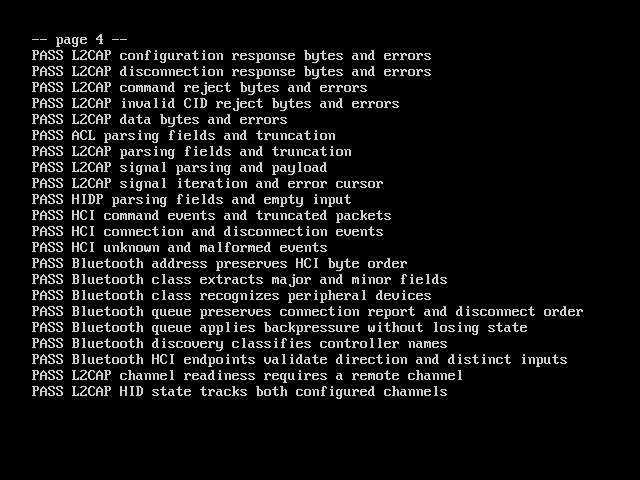 -- page 4 --
PASS L2CAP configuration response bytes and errors
PASS L2CAP disconnection response bytes and errors
PASS L2CAP command reject bytes and errors
PASS L2CAP invalid CID reject bytes and errors
PASS L2CAP data bytes and errors
PASS ACL parsing fields and truncation
PASS L2CAP parsing fields and truncation
PASS L2CAP signal parsing and payload
PASS L2CAP signal iteration and error cursor
PASS HIDP parsing fields and empty input
PASS HCI command events and truncated packets
PASS HCI connection and disconnection events
PASS HCI unknown and malformed events
PASS Bluetooth address preserves HCI byte order
PASS Bluetooth class extracts major and minor fields
PASS Bluetooth class recognizes peripheral devices
PASS Bluetooth queue preserves connection report and disconnect order
PASS Bluetooth queue applies backpressure without losing state
PASS Bluetooth discovery classifies controller names
PASS Bluetooth HCI endpoints validate direction and distinct inputs
PASS L2CAP channel readiness requires a remote channel
PASS L2CAP HID state tracks both configured channels